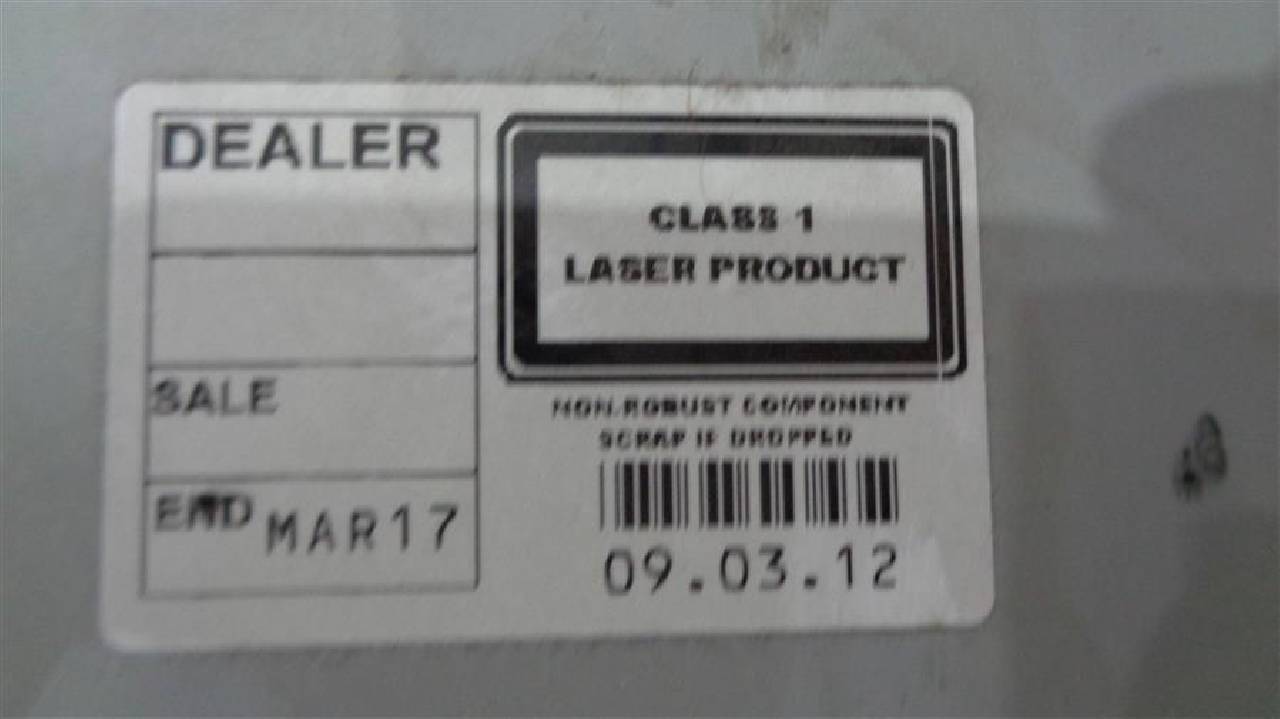 DEALER
SALE
END MAR17
CLASS 1
LASER PRODUCT
NON-ROBUST COMPONENT
SCRAP IF DROPPED
09.03.12